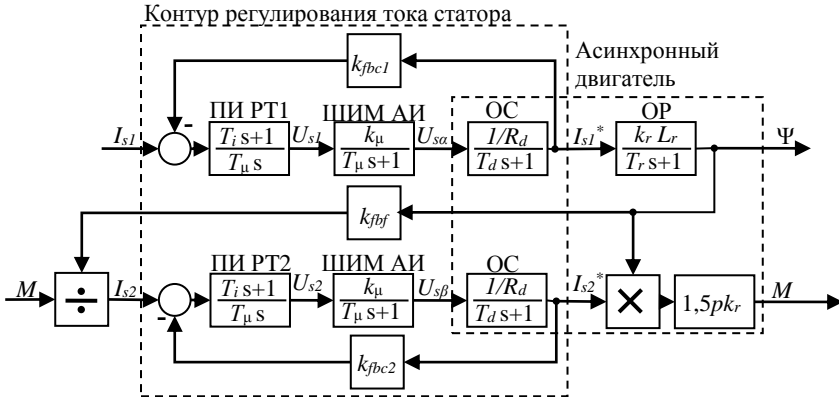 Контур регулирования тока статора
Асинхронный
двигатель
k_fbc1
ПИ РТ1
ШИМ АИ
ОС
ОР
I_s1
-
T_i s+1
T_μ s
U_s1
k_μ
T_μ s+1
U_sα
1/R_d
T_d s+1
I_s1*
k_r L_r
T_r s+1
Ψ
k_fbf
ПИ РТ2
ШИМ АИ
ОС
M
÷
I_s2
-
T_i s+1
T_μ s
U_s2
k_μ
T_μ s+1
U_sβ
1/R_d
T_d s+1
I_s2*
×
1,5pk_r
M
k_fbc2